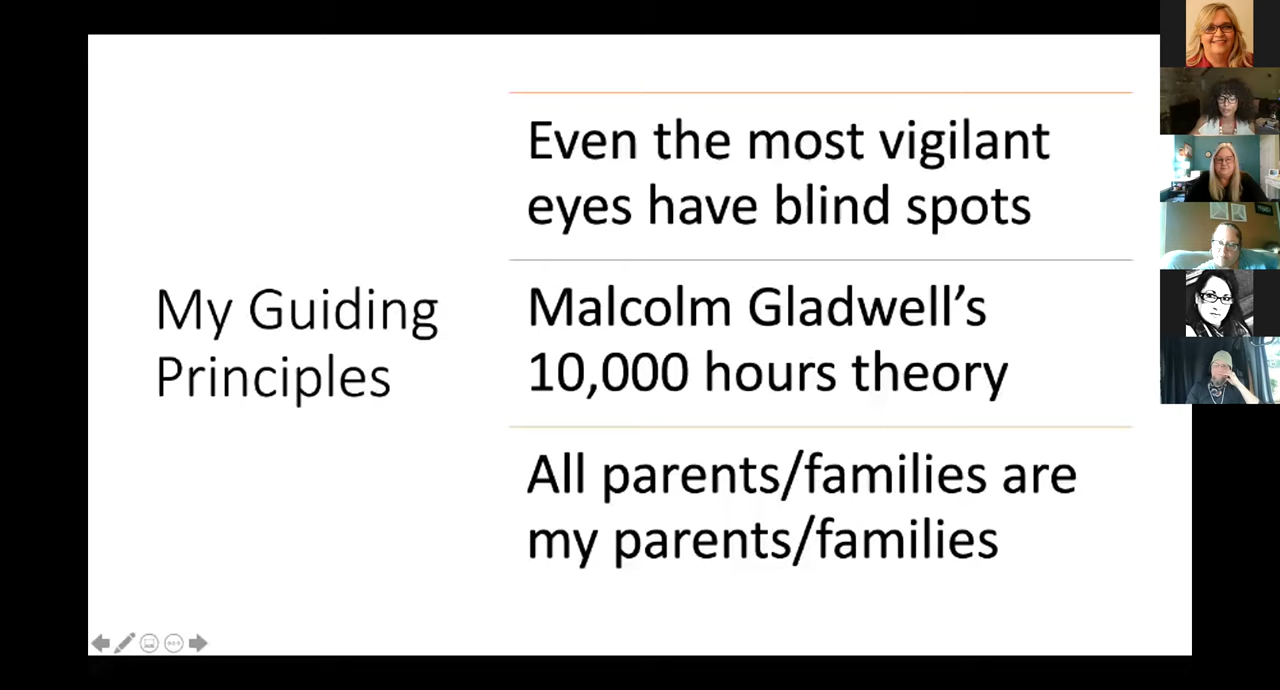 My Guiding
Principles
Even the most vigilant
eyes have blind spots
Malcolm Gladwell’s
10,000 hours theory
All parents/families are
my parents/families